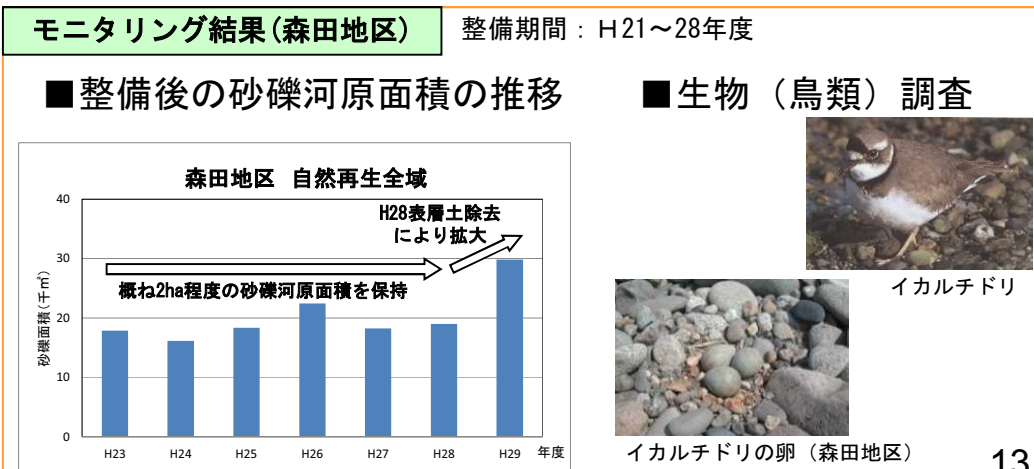 モニタリング結果(森田地区)
整備期間：H21～28年度
■整備後の砂礫河原面積の推移
■生物（鳥類）調査
森田地区 自然再生全域
H28表層土除去
により拡大
概ね2ha程度の砂礫河原面積を保持
砂礫面積(千㎡)
40
30
20
10
0
H23 H24 H25 H26 H27 H28 H29 年度
イカルチドリ
イカルチドリの卵（森田地区）
13